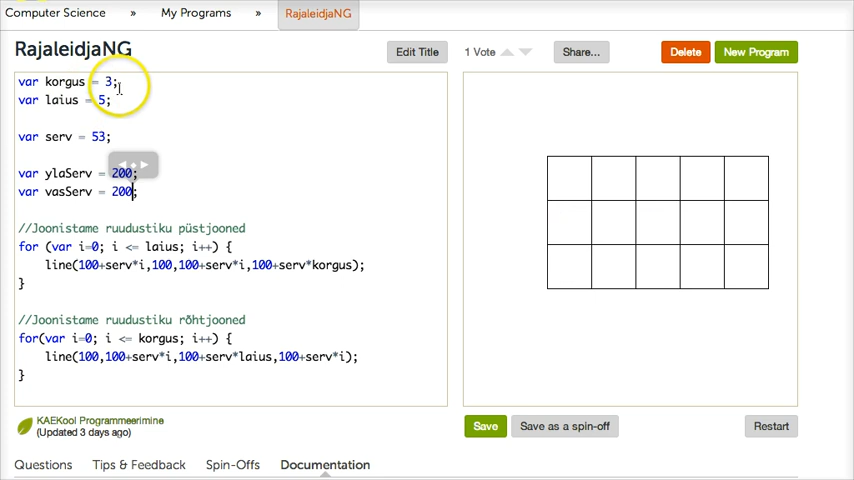 Computer Science » My Programs » RajaleidjaNG
RajaleidjaNG
Edit Title
1 Vote
Share...
Delete
New Program
var korgus = 3;
var laius = 5;
var serv = 53;
var ylaServ = 200;
var vasServ = 200;
//Joonistame ruudustiku püstjooned
for (var i=0; i <= laius; i++) {
line(100+serv*i,100,100+serv*i,100+serv*korgus);
}
//Joonistame ruudustiku rõhtjooned
for(var i=0; i <= korgus; i++) {
line(100,100+serv*i,100+serv*laius,100+serv*i);
}
KAEKool Programmeerimine
(Updated 3 days ago)
Save
Save as a spin-off
Restart
Questions
Tips & Feedback
Spin-Offs
Documentation